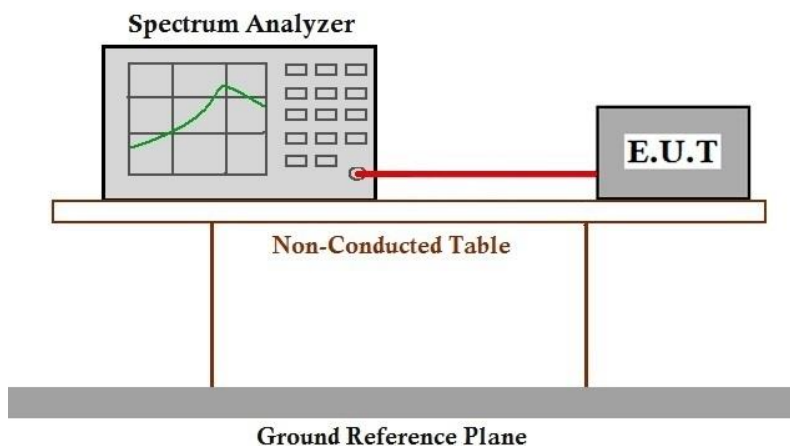 Spectrum Analyzer
E.U.T
Non-Conducted Table
Ground Reference Plane